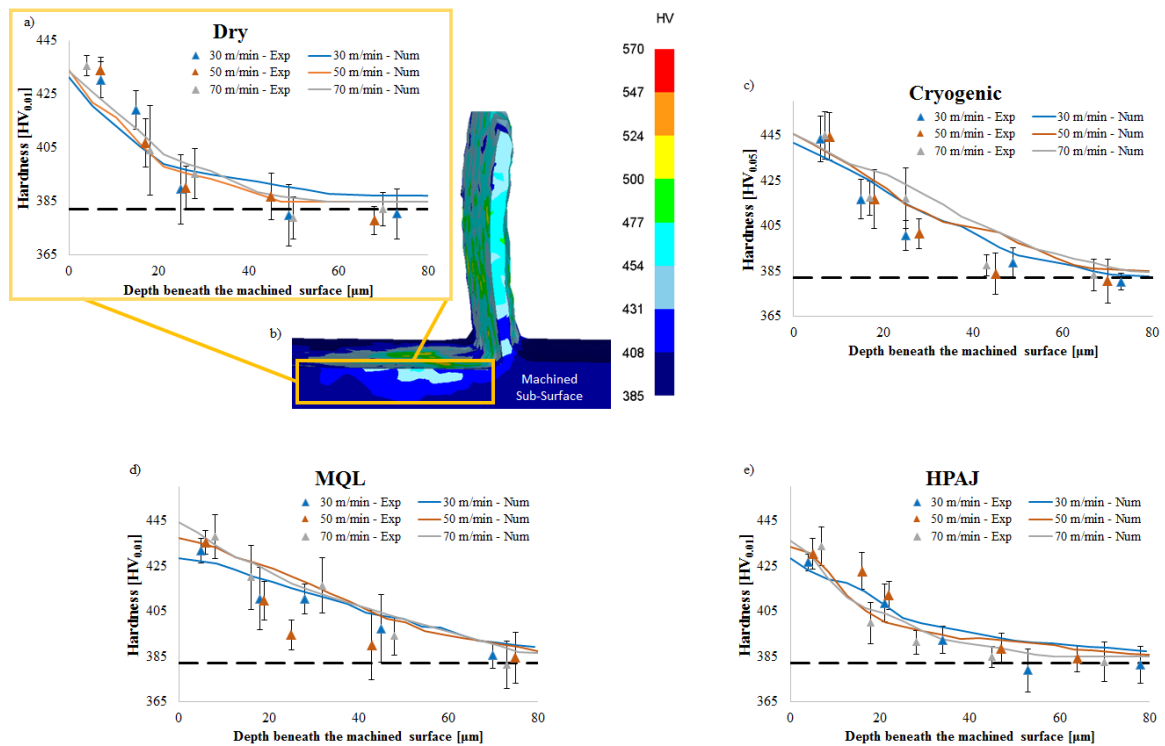 a)
Dry
30 m/min - Exp 30 m/min - Num
50 m/min - Exp 50 m/min - Num
70 m/min - Exp 70 m/min - Num
Hardness [HV0.01]
445
425
405
385
365
0 20 40 60 80
Depth beneath the machined surface [µm]
b)
Machined
Sub-Surface
HV
570
547
524
500
477
454
431
408
385
c)
Cryogenic
30 m/min - Exp 30 m/min - Num
50 m/min - Exp 50 m/min - Num
70 m/min - Exp 70 m/min - Num
Hardness [HV0.05]
445
425
405
385
365
0 20 40 60 80
Depth beneath the machined surface [µm]
d)
MQL
30 m/min - Exp 30 m/min - Num
50 m/min - Exp 50 m/min - Num
70 m/min - Exp 70 m/min - Num
Hardness [HV0.01]
445
425
405
385
365
0 20 40 60 80
Depth beneath the machined surface [µm]
e)
HPAJ
30 m/min - Exp 30 m/min - Num
50 m/min - Exp 50 m/min - Num
70 m/min - Exp 70 m/min - Num
Hardness [HV0.01]
445
425
405
385
365
0 20 40 60 80
Depth beneath the machined surface [µm]